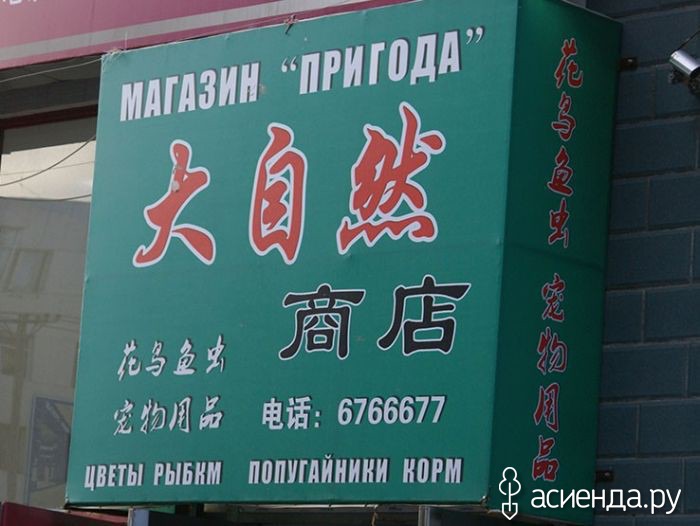 МАГАЗИН "ПРИГОДА"
大自然
商店
花鸟鱼虫
宠物用品
电话：6766677
ЦВЕТЫ РЫБКМ ПОПУГАЙНИКИ КОРМ
花鸟鱼虫 宠物用品
асиенда.ру